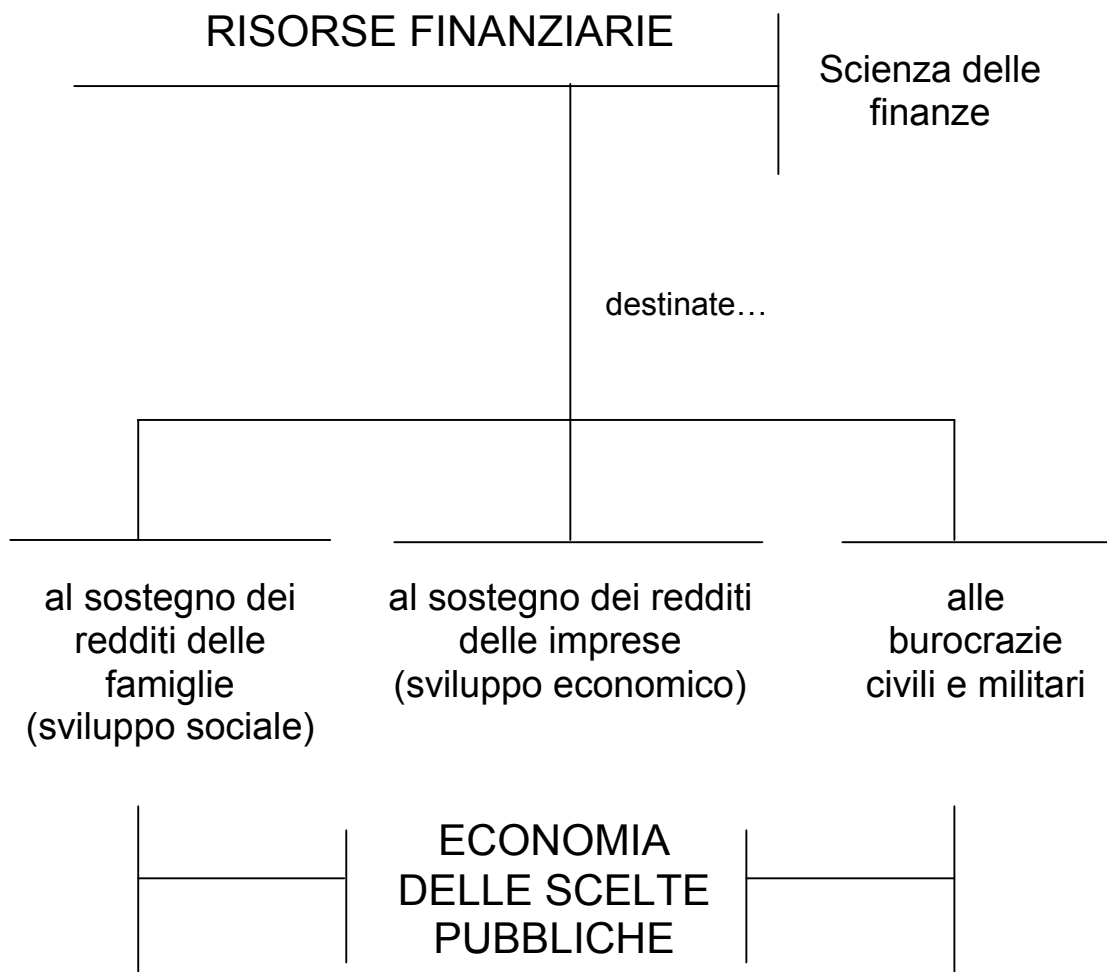 RISORSE FINANZIARIE
Scienza delle
finanze
destinate…
al sostegno dei
redditi delle
famiglie
(sviluppo sociale)
al sostegno dei redditi
delle imprese
(sviluppo economico)
alle
burocrazie
civili e militari
ECONOMIA
DELLE SCELTE
PUBBLICHE